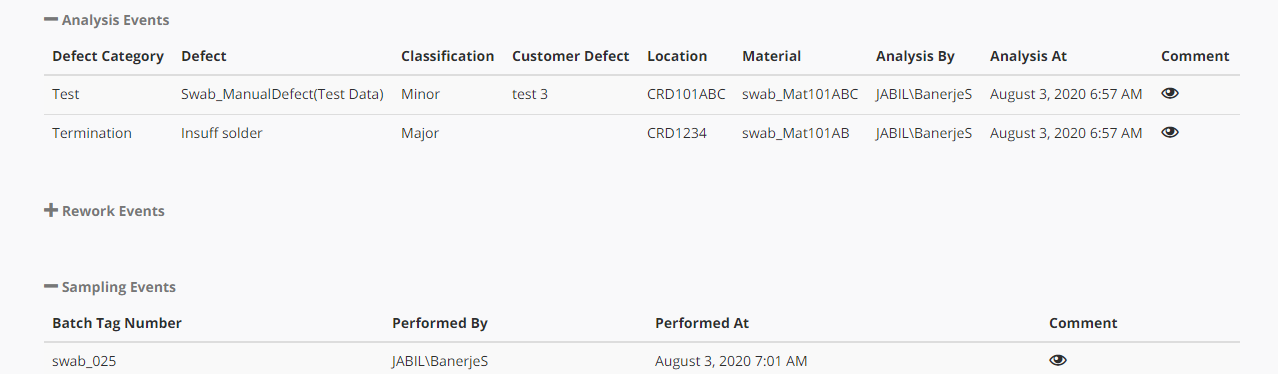 Analysis Events
Defect Category Defect Classification Customer Defect Location Material Analysis By Analysis At Comment
Test Swab_ManualDefect(Test Data) Minor test 3 CRD101ABC swab_Mat101ABC JABIL\BanerjeS August 3, 2020 6:57 AM
Termination Insuff solder Major CRD1234 swab_Mat101AB JABIL\BanerjeS August 3, 2020 6:57 AM
Rework Events
Sampling Events
Batch Tag Number Performed By Performed At Comment
swab_025 JABIL\BanerjeS August 3, 2020 7:01 AM